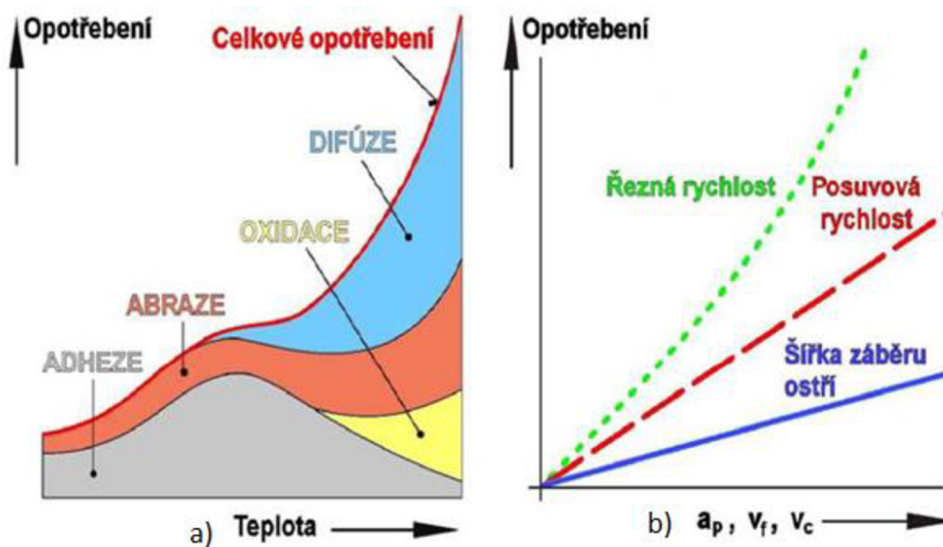 Opotřebení
Celkové opotřebení
DIFÚZE
OXIDACE
ABRAZE
ADHEZE
a)
Teplota
Opotřebení
Řezná rychlost
Posuvová
rychlost
Šířka záběru
ostří
b)
ap, vf, vc